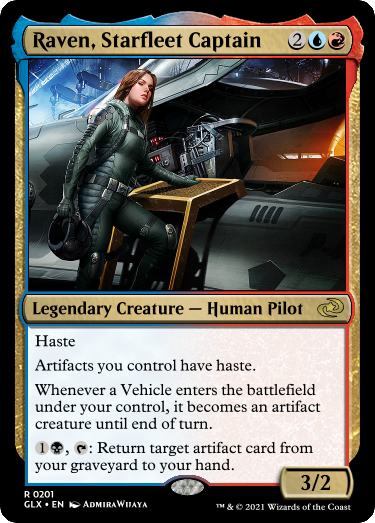 Raven, Starfleet Captain 2
Legendary Creature — Human Pilot
Haste
Artifacts you control have haste.
Whenever a Vehicle enters the battlefield
under your control, it becomes an artifact
creature until end of turn.
1 , : Return target artifact card from
your graveyard to your hand.
3/2
R 0201
GLX • EN AdmiraWijaya
™ & © 2021 Wizards of the Coast